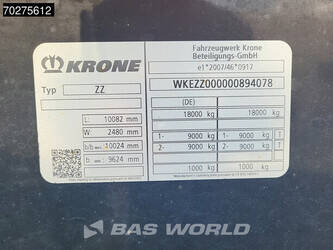 70275612
KRONE
Fahrzeugwerk Krone
Beteiligungs-GmbH
e1*2007/46*0917
Typ ZZ
WKEZZ000000894078
(DE)
L: 10082 mm
W: 2480 mm
b/b 10024 mm
b: 9624 mm
18000 kg 18000 kg
1- 9000 kg 1- 9000 kg T
2- 9000 kg 2- 9000 kg T
1000 kg 1000 kg
BAS WORLD